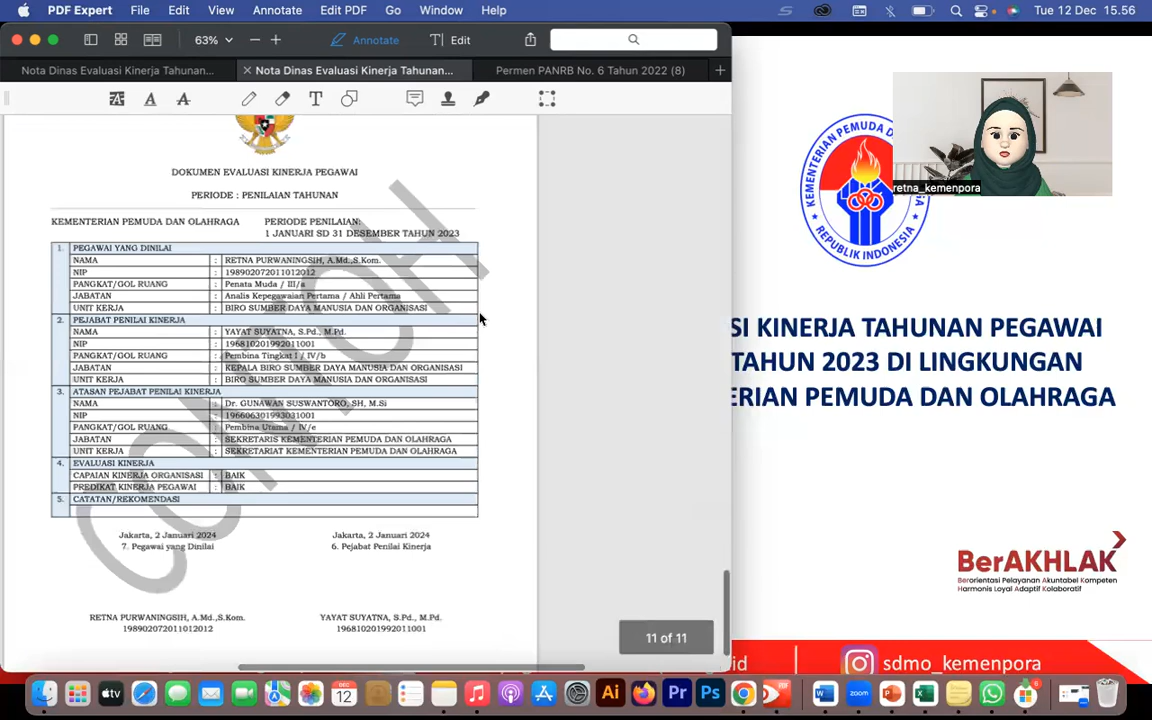 PDF Expert File Edit View Annotate Edit PDF Go Window Help Tue 12 Dec 15.56
63% Annotate Edit
Nota Dinas Evaluasi Kinerja Tahunan... Nota Dinas Evaluasi Kinerja Tahunan... Permen PANRB No. 6 Tahun 2022 (8)
DOKUMEN EVALUASI KINERJA PEGAWAI
PERIODE : PENILAIAN TAHUNAN
KEMENTERIAN PEMUDA DAN OLAHRAGA PERIODE PENILAIAN:
1 JANUARI SD 31 DESEMBER TAHUN 2023
1. PEGAWAI YANG DINILAI
NAMA : RETNA PURWANINGSIH, A.Md.,S.Kom.
NIP : 198902072011012012
PANGKAT/GOL RUANG : Penata Muda / III/a
JABATAN : Analis Kepegawaian Pertama / Ahli Pertama
UNIT KERJA : BIRO SUMBER DAYA MANUSIA DAN ORGANISASI
2. PEJABAT PENILAI KINERJA
NAMA : YAYAT SUYATNA, S.Pd., M.Pd.
NIP : 196810201992011001
PANGKAT/GOL RUANG : Pembina Tingkat I / IV/b
JABATAN : KEPALA BIRO SUMBER DAYA MANUSIA DAN ORGANISASI
UNIT KERJA : BIRO SUMBER DAYA MANUSIA DAN ORGANISASI
3. ATASAN PEJABAT PENILAI KINERJA
NAMA : Dr. GUNAWAN SUSWANTORO, SH, M.Si
NIP : 196606301993031001
PANGKAT/GOL RUANG : Pembina Utama / IV/e
JABATAN : SEKRETARIS KEMENTERIAN PEMUDA DAN OLAHRAGA
UNIT KERJA : SEKRETARIAT KEMENTERIAN PEMUDA DAN OLAHRAGA
4. EVALUASI KINERJA
CAPAIAN KINERJA ORGANISASI : BAIK
PREDIKAT KINERJA PEGAWAI : BAIK
5. CATATAN/REKOMENDASI
CONTOH
Jakarta, 2 Januari 2024 Jakarta, 2 Januari 2024
7. Pegawai yang Dinilai 6. Pejabat Penilai Kinerja
RETNA PURWANINGSIH, A.Md.,S.Kom. YAYAT SUYATNA, S.Pd., M.Pd.
198902072011012012 196810201992011001
11 of 11
KEMENTERIAN PEMUDA D
REPUBLIK INDONESIA
retna_kemenpora
SI KINERJA TAHUNAN PEGAWAI
TAHUN 2023 DI LINGKUNGAN
ERIAN PEMUDA DAN OLAHRAGA
BerAKHLAK
Berorientasi Pelayanan Akuntabel Kompeten
Harmonis Loyal Adaptif Kolaboratif
id sdmo_kemenpora
DEC
12
tv Ai Pr Ps W zoom P X